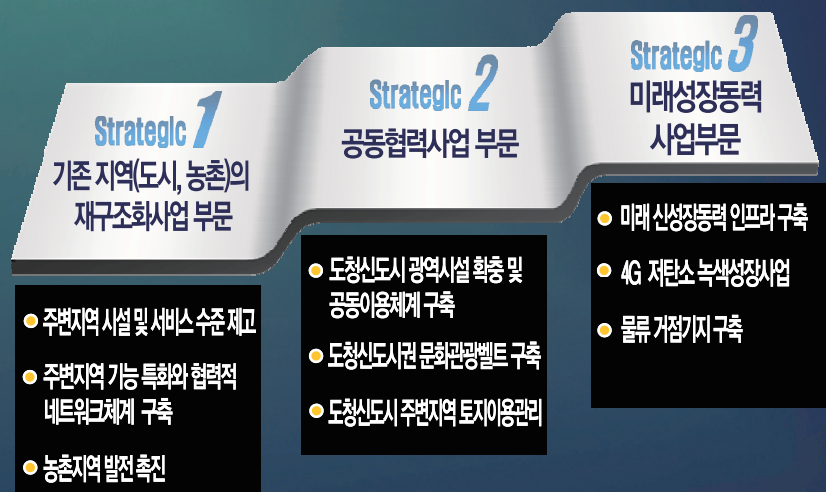 Strategic 1
기존 지역(도시, 농촌)의
재구조화사업 부문
주변지역 시설 및 서비스 수준 제고
주변지역 기능 특화와 협력적
네트워크체계 구축
농촌지역 발전 촉진
Strategic 2
공동협력사업 부문
도청신도시 광역시설 확충 및
공동이용체계 구축
도청신도시권 문화관광벨트 구축
도청신도시 주변지역 토지이용관리
Strategic 3
미래성장동력
사업부문
미래 신성장동력 인프라 구축
4G 저탄소 녹색성장사업
물류 거점기지 구축